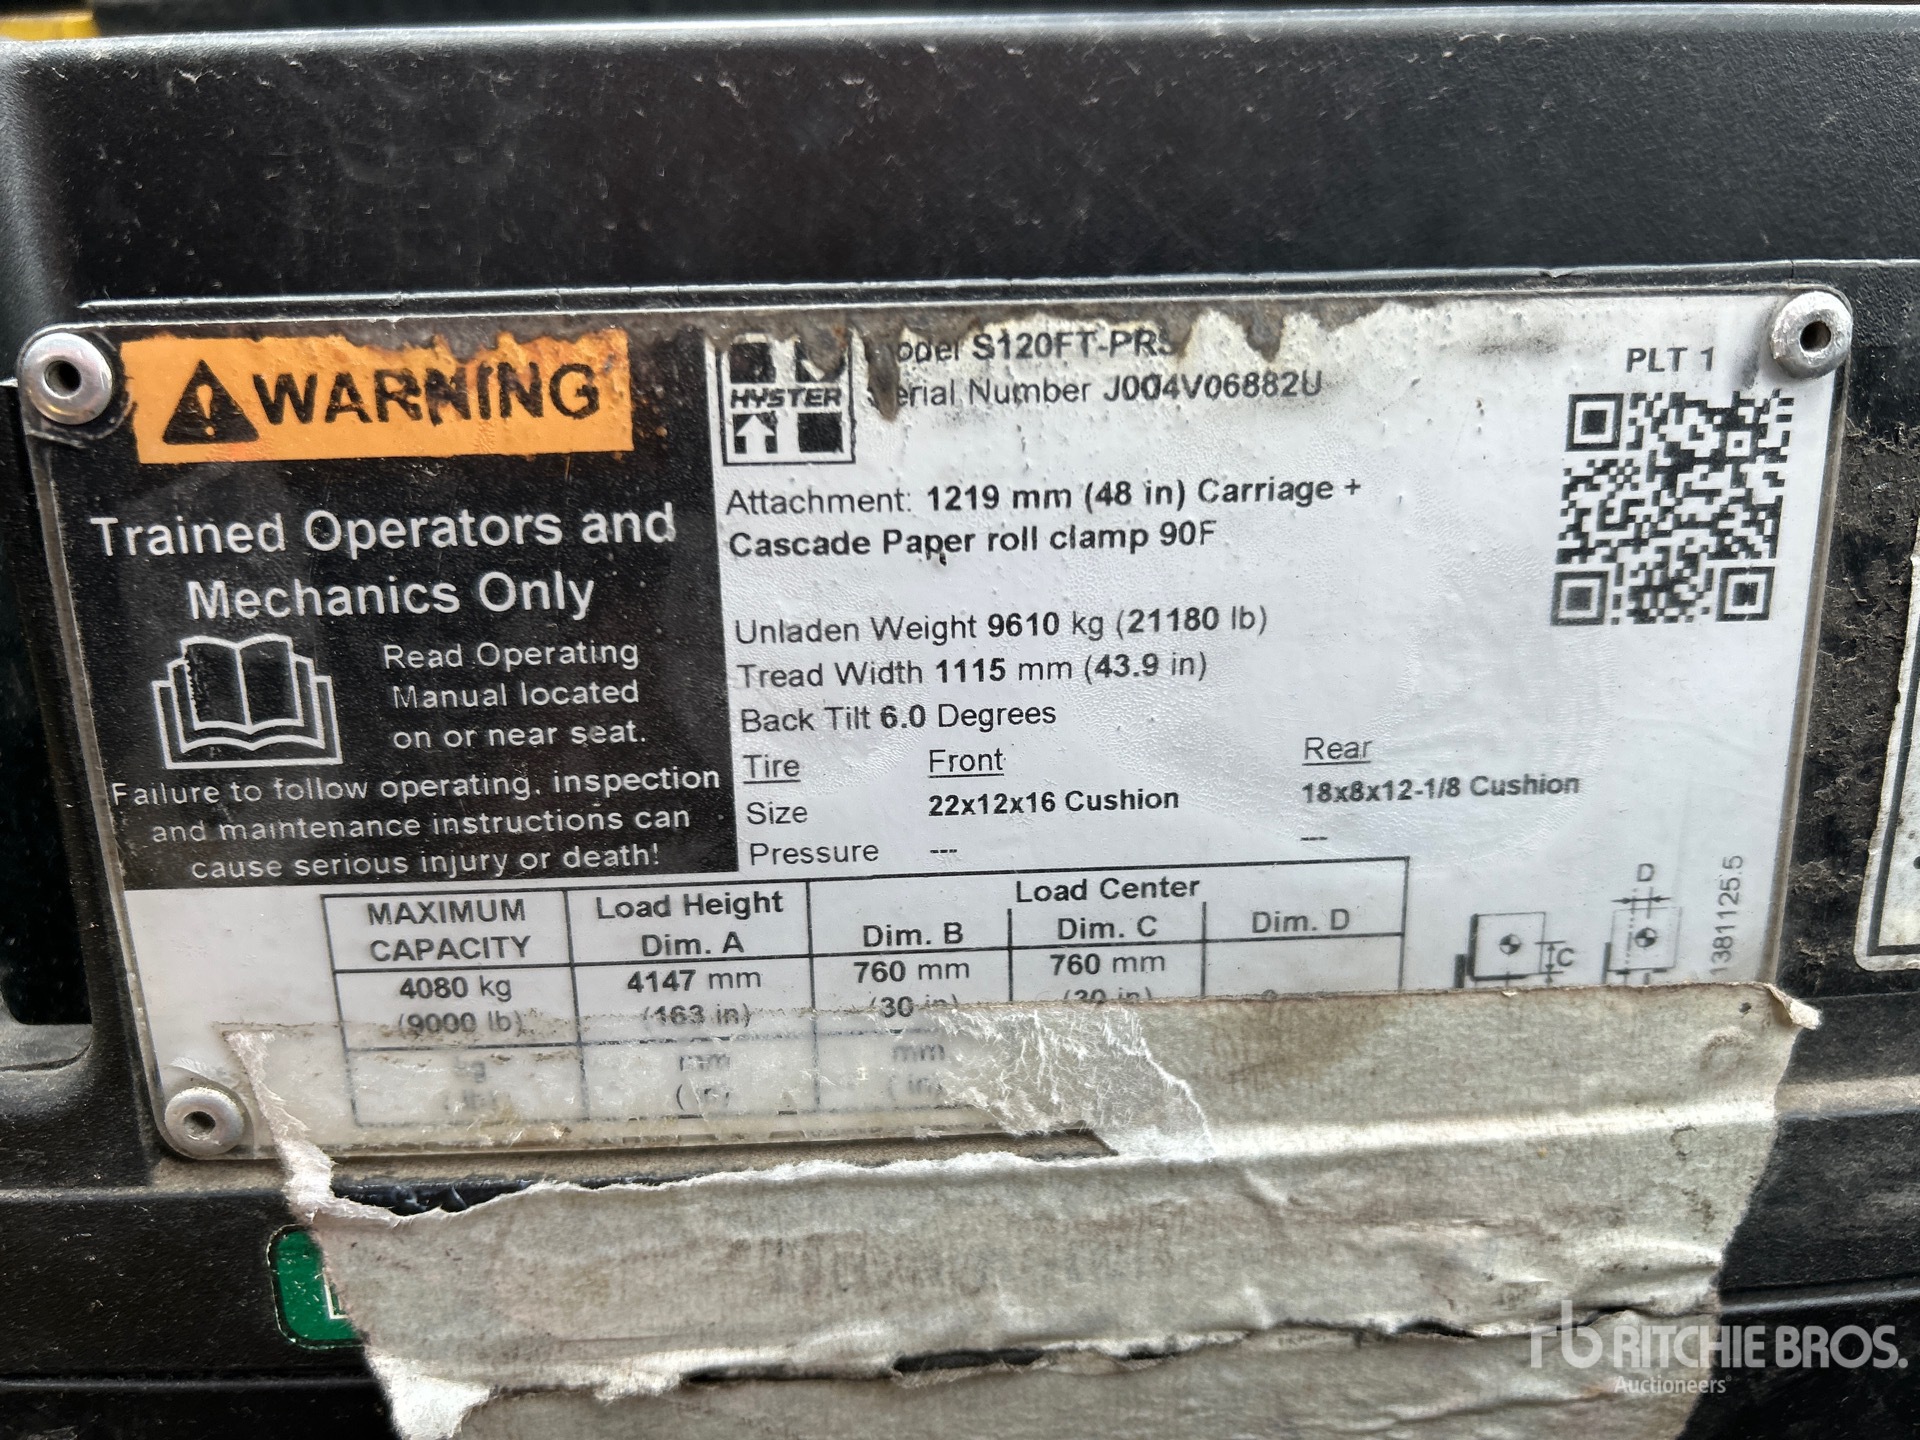 WARNING
Trained Operators and
Mechanics Only
Read Operating
Manual located
on or near seat.
Failure to follow operating, inspection
and maintenance instructions can
cause serious injury or death!
HYSTER
odel S120FT-PRS
erial Number J004V06882U
PLT 1
Attachment: 1219 mm (48 in) Carriage +
Cascade Paper roll clamp 90F
Unladen Weight 9610 kg (21180 lb)
Tread Width 1115 mm (43.9 in)
Back Tilt 6.0 Degrees
Tire Front Rear
Size 22x12x16 Cushion 18x8x12-1/8 Cushion
Pressure --- ---
MAXIMUM CAPACITY Load Height Dim. A Load Center
Dim. B Dim. C Dim. D
4080 kg 4147 mm 760 mm 760 mm
(9000 lb) (163 in) (30 in) (30 in)
mm mm
D
C
1381125.5
rb RITCHIE BROS.
Auctioneers